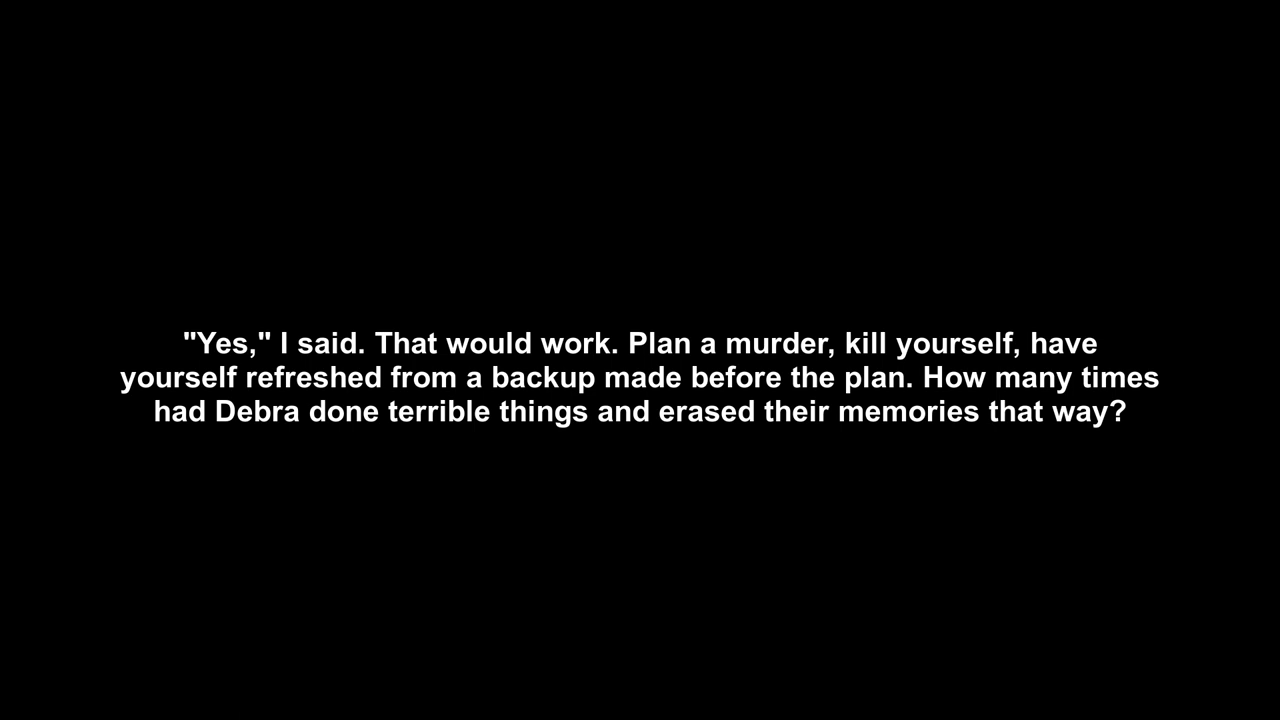 "Yes," I said. That would work. Plan a murder, kill yourself, have
yourself refreshed from a backup made before the plan. How many times
had Debra done terrible things and erased their memories that way?